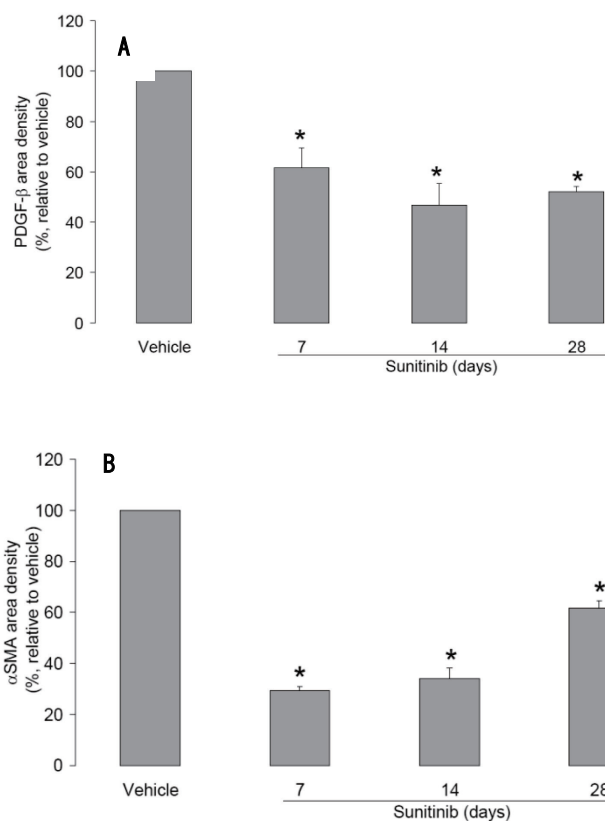 A
PDGF-β area density
(%, relative to vehicle)
120
100
80
60
40
20
0
*
*
*
Vehicle
7
14
28
Sunitinib (days)
B
αSMA area density
(%, relative to vehicle)
120
100
80
60
40
20
0
*
*
*
Vehicle
7
14
28
Sunitinib (days)